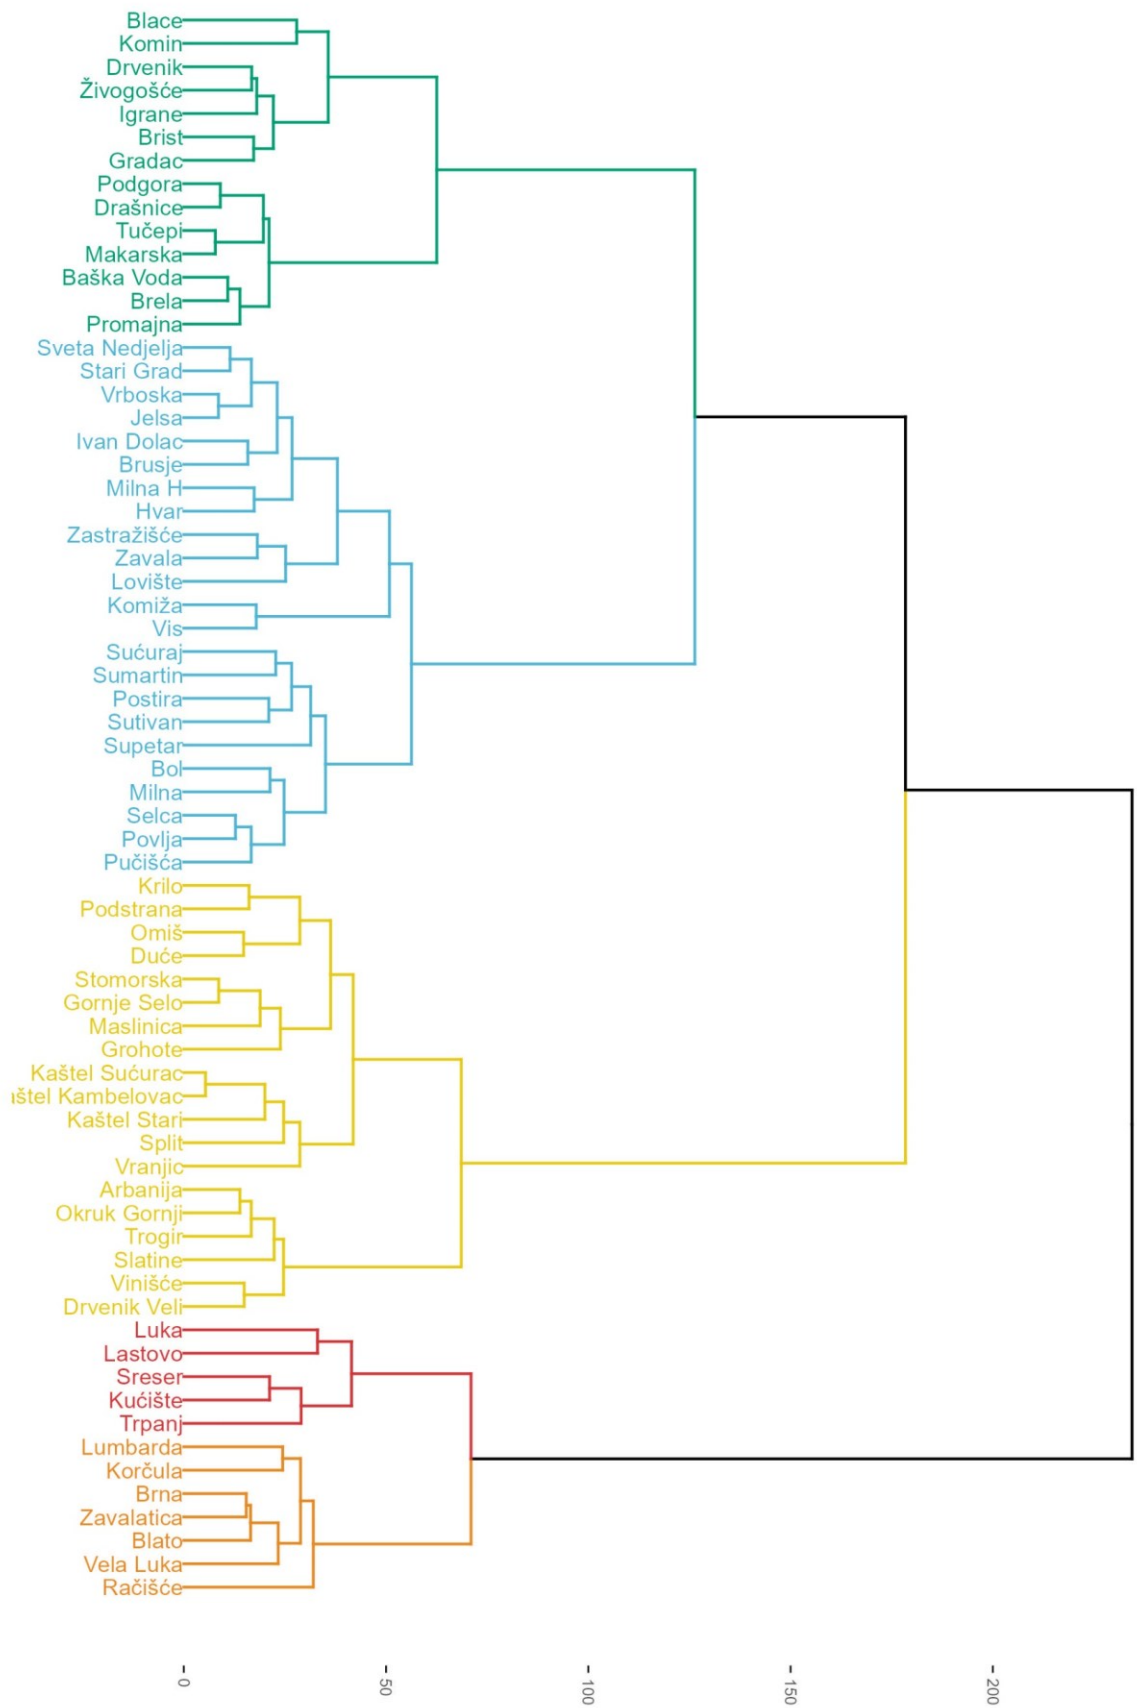 Blace
Komin
Drvenik
Živogošće
Igrane
Brist
Gradac
Podgora
Drašnice
Tučepi
Makarska
Baška Voda
Brela
Promajna
Sveta Nedjelja
Stari Grad
Vrboska
Jelsa
Ivan Dolac
Brusje
Milna H
Hvar
Zastražišće
Zavala
Lovište
Komiža
Vis
Sućuraj
Sumartin
Postira
Sutivan
Supetar
Bol
Milna
Selca
Povlja
Pučišća
Krilo
Podstrana
Omiš
Duće
Stomorska
Gornje Selo
Maslinica
Grohote
Kaštel Sućurac
štel Kambelovac
Kaštel Stari
Split
Vranjic
Arbanija
Okruk Gornji
Trogir
Slatine
Vinišće
Drvenik Veli
Luka
Lastovo
Sreser
Kućište
Trpanj
Lumbarda
Korčula
Brna
Zavalatica
Blato
Vela Luka
Račišće
0 50 100 150 200